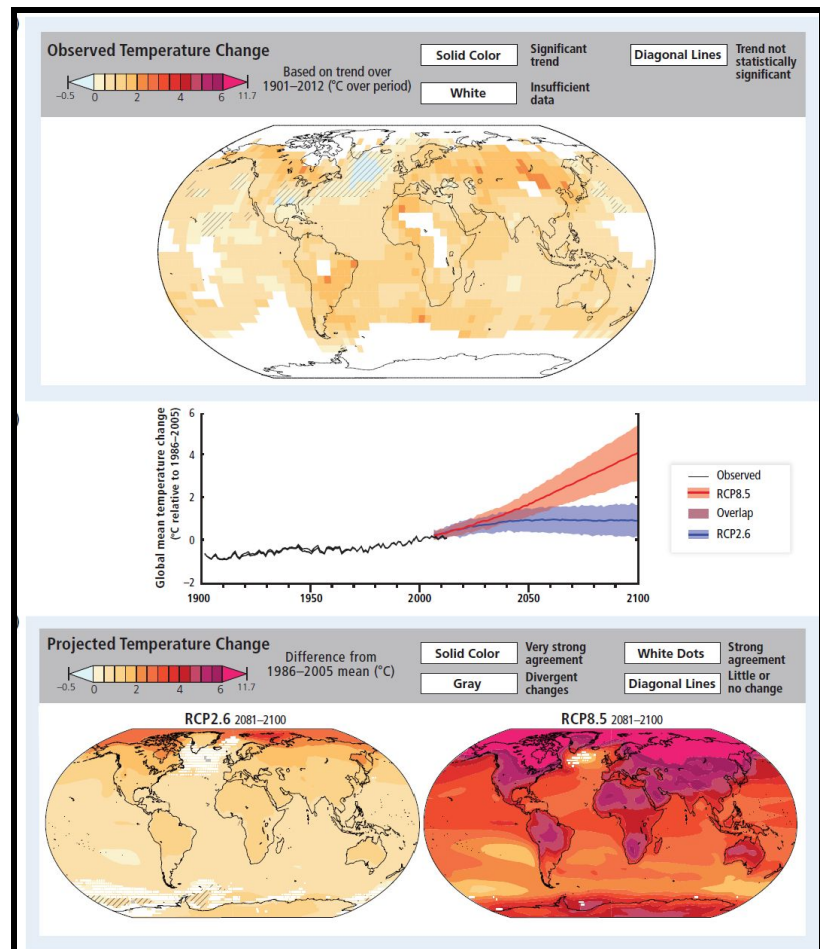 Observed Temperature Change
−0.5 0 2 4 6 11.7
Based on trend over
1901–2012 (°C over period)
Solid Color
Significant
trend
White
Insufficient
data
Diagonal Lines
Trend not
statistically
significant
Global mean temperature change
(°C relative to 1986–2005)
6
4
2
0
−2
1900 1950 2000 2050 2100
Observed
RCP8.5
Overlap
RCP2.6
Projected Temperature Change
−0.5 0 2 4 6 11.7
Difference from
1986–2005 mean (°C)
Solid Color
Very strong
agreement
Gray
Divergent
changes
White Dots
Strong
agreement
Diagonal Lines
Little or
no change
RCP2.6 2081–2100
RCP8.5 2081–2100